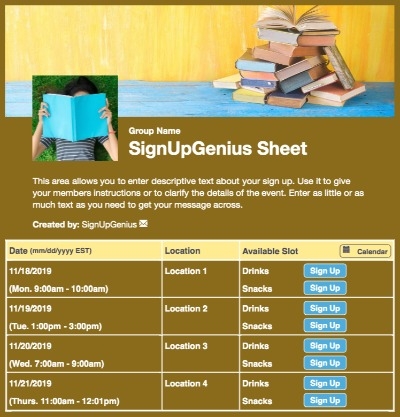 Group Name
SignUpGenius Sheet
This area allows you to enter descriptive text about your sign up. Use it to give
your members instructions or to clarify the details of the event. Enter as little or as
much text as you need to get your message across.
Created by: SignUpGenius
Date (mm/dd/yyyy EST) Location Available Slot Calendar
11/18/2019 Location 1 Drinks Sign Up
(Mon. 9:00am - 10:00am) Snacks Sign Up
11/19/2019 Location 2 Drinks Sign Up
(Tue. 1:00pm - 3:00pm) Snacks Sign Up
11/20/2019 Location 3 Drinks Sign Up
(Wed. 7:00am - 9:00am) Snacks Sign Up
11/21/2019 Location 4 Drinks Sign Up
(Thurs. 11:00am - 12:01pm) Snacks Sign Up